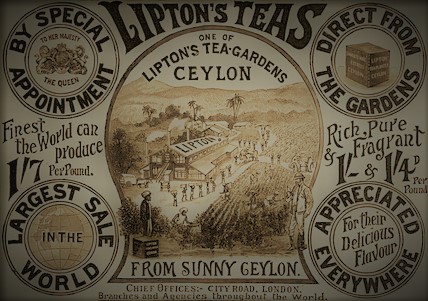 LIPTON'S TEAS
BY SPECIAL
APPOINTMENT
TO HER MAJESTY
THE QUEEN
ONE OF
LIPTON'S TEA-GARDENS
CEYLON
DIRECT FROM
THE GARDENS
LIPTON
LIPTON
Finest
the World can
produce
1/7 Per Pound.
Rich, Pure
& Fragrant
1/- & 1/4D
Per Pound
LARGEST SALE
IN THE
WORLD
APPRECIATED
EVERYWHERE
For their
Delicious
Flavour
FROM SUNNY CEYLON.
CHIEF OFFICES:- CITY ROAD, LONDON,
Branches and Agencies throughout the World.